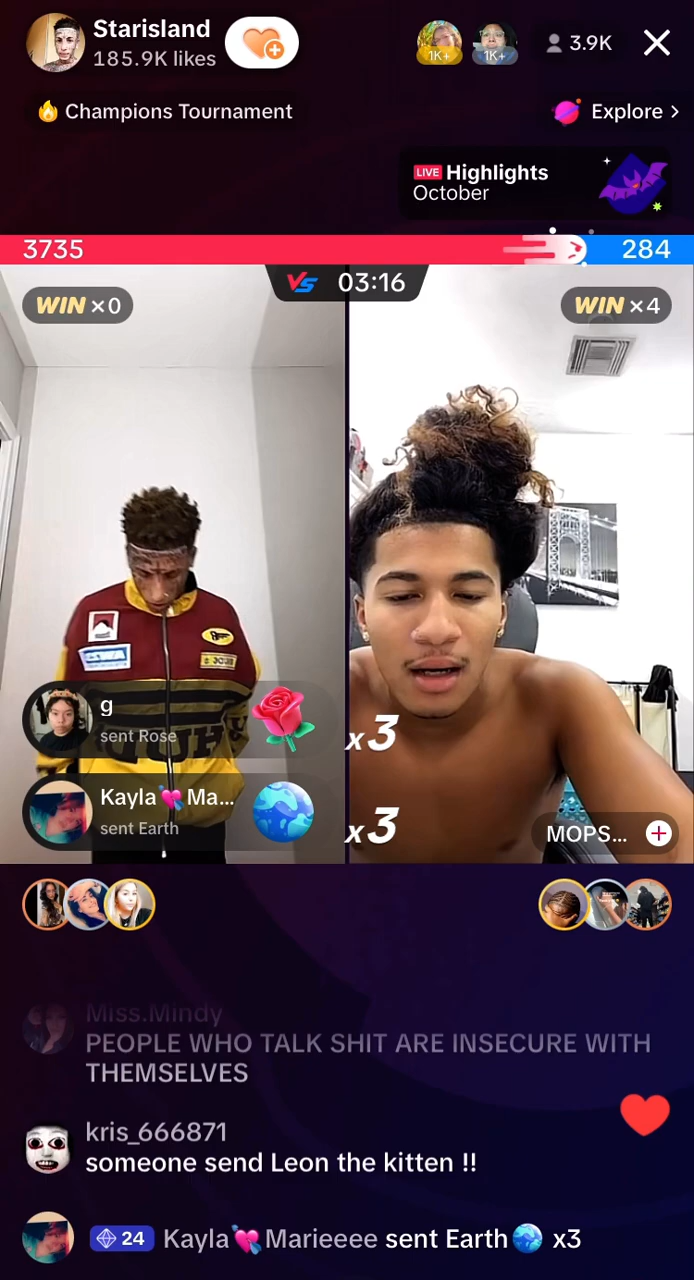 Starisland
185.9K likes
1K+
1K+
3.9K
Champions Tournament
Explore >
LIVE Highlights
October
3735
284
VS 03:16
WIN ×0
WIN ×4
g
sent Rose
x3
Kayla💘Ma...
sent Earth
x3
MOPS...
Miss.Mindy
PEOPLE WHO TALK SHIT ARE INSECURE WITH
THEMSELVES
kris_666871
someone send Leon the kitten !!
24 Kayla💘Marieeee sent Earth🌏 x3